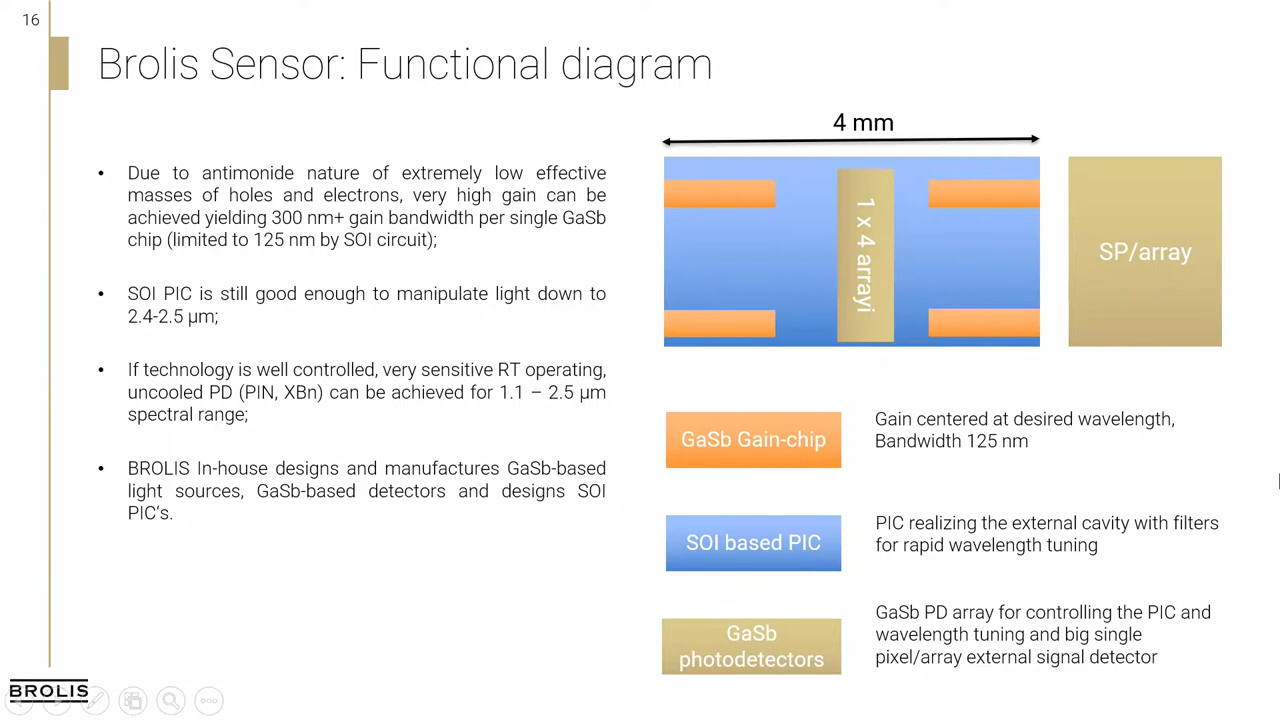 16
Brolis Sensor: Functional diagram
• Due to antimonide nature of extremely low effective
masses of holes and electrons, very high gain can be
achieved yielding 300 nm+ gain bandwidth per single GaSb
chip (limited to 125 nm by SOI circuit);
• SOI PIC is still good enough to manipulate light down to
2.4-2.5 µm;
• If technology is well controlled, very sensitive RT operating,
uncooled PD (PIN, XBn) can be achieved for 1.1 – 2.5 µm
spectral range;
• BROLIS In-house designs and manufactures GaSb-based
light sources, GaSb-based detectors and designs SOI
PIC‘s.
4 mm
1 x 4 arrayi
SP/array
GaSb Gain-chip
Gain centered at desired wavelength,
Bandwidth 125 nm
SOI based PIC
PIC realizing the external cavity with filters
for rapid wavelength tuning
GaSb
photodetectors
GaSb PD array for controlling the PIC and
wavelength tuning and big single
pixel/array external signal detector
BROLIS